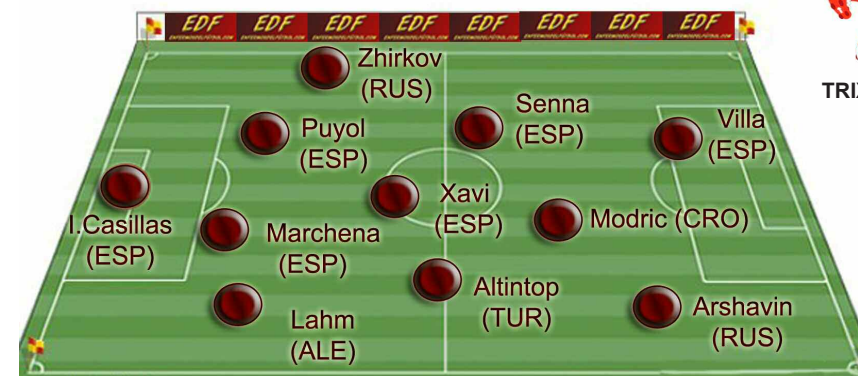 EDF EDF EDF EDF EDF EDF EDF EDF
Zhirkov
(RUS)
TRIX
Senna
(ESP)
Puyol
(ESP)
Villa
(ESP)
Xavi
(ESP)
I.Casillas
(ESP)
Modric (CRO)
Marchena
(ESP)
Altintop
(TUR)
Arshavin
(RUS)
Lahm
(ALE)